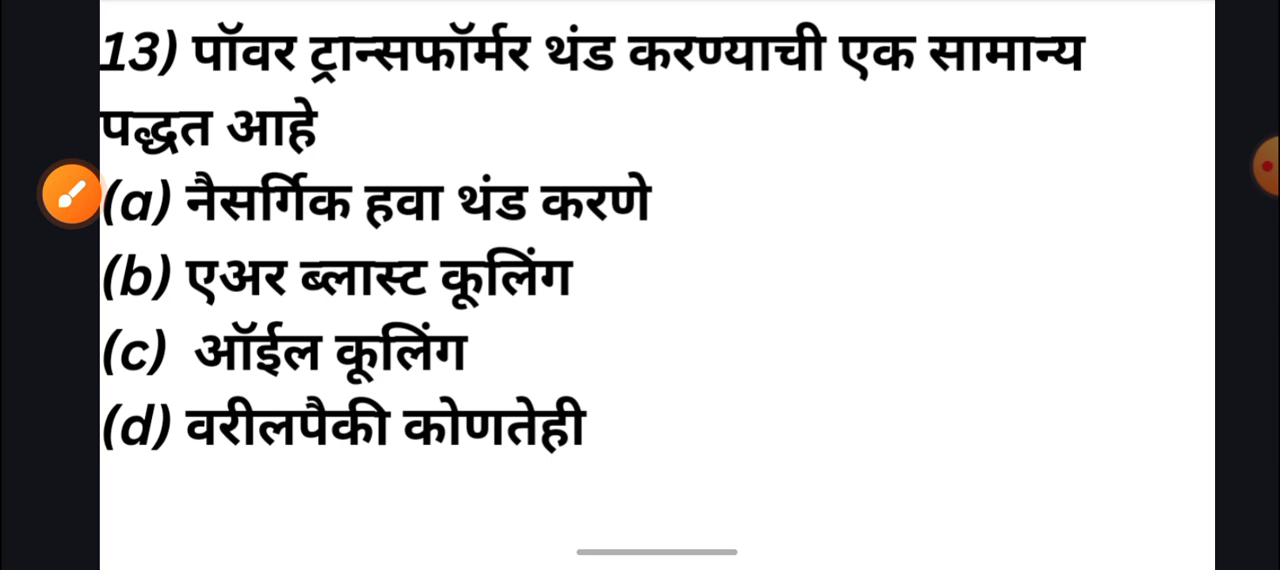 13) पॉवर ट्रान्सफॉर्मर थंड करण्याची एक सामान्य
पद्धत आहे
(a) नैसर्गिक हवा थंड करणे
(b) एअर ब्लास्ट कूलिंग
(c) ऑईल कूलिंग
(d) वरीलपैकी कोणतेही